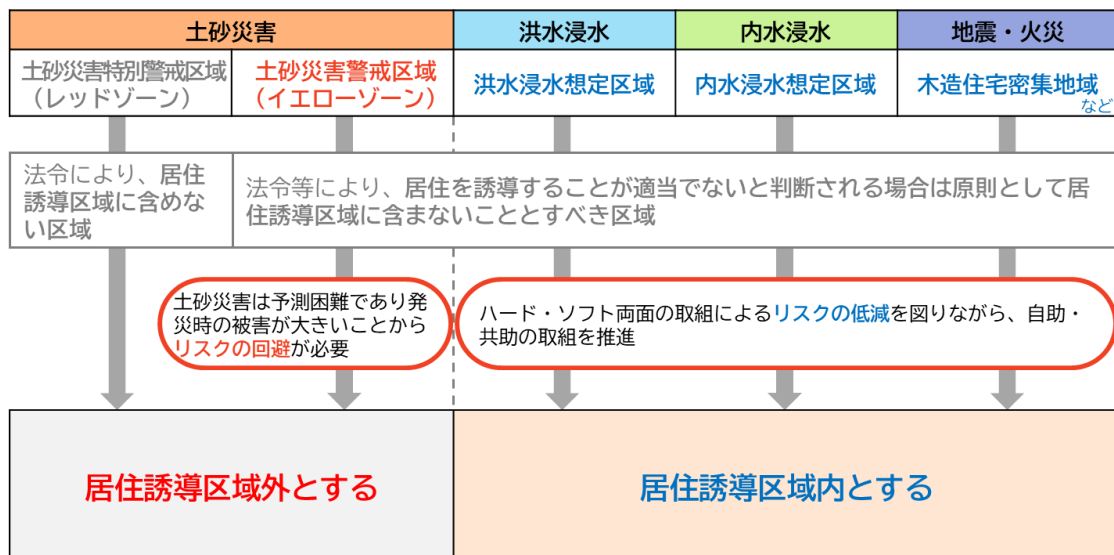 土砂災害
洪水浸水
内水浸水
地震・火災
土砂災害特別警戒区域
（レッドゾーン）
土砂災害警戒区域
（イエローゾーン）
洪水浸水想定区域
内水浸水想定区域
木造住宅密集地域
など
法令により、居住
誘導区域に含めな
い区域
法令等により、居住を誘導することが適当でないと判断される場合は原則として居
住誘導区域に含まないこととすべき区域
土砂災害は予測困難であり発
災時の被害が大きいことから
リスクの回避が必要
ハード・ソフト両面の取組によるリスクの低減を図りながら、自助・
共助の取組を推進
居住誘導区域外とする
居住誘導区域内とする